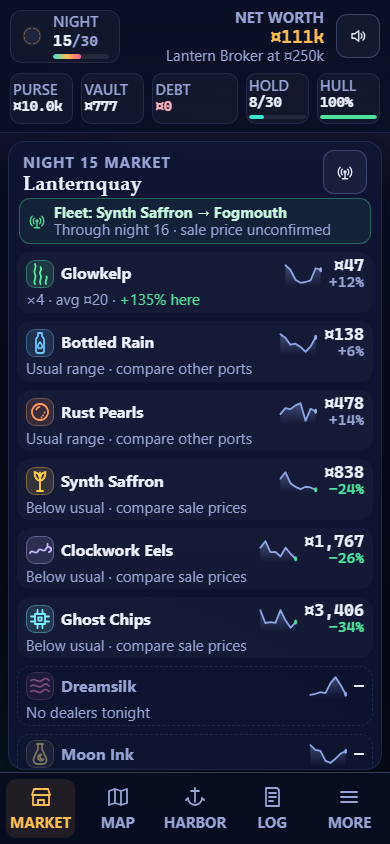 NIGHT
15/30
NET WORTH
¤111k
Lantern Broker at ¤250k
PURSE
¤10.0k
VAULT
¤777
DEBT
¤0
HOLD
8/30
HULL
100%
NIGHT 15 MARKET
Lanternquay
Fleet: Synth Saffron → Fogmouth
Through night 16 · sale price unconfirmed
Glowkelp
¤47
+12%
×4 · avg ¤20 · +135% here
Bottled Rain
¤138
+6%
Usual range · compare other ports
Rust Pearls
¤478
+14%
Usual range · compare other ports
Synth Saffron
¤838
−24%
Below usual · compare sale prices
Clockwork Eels
¤1,767
−26%
Below usual · compare sale prices
Ghost Chips
¤3,406
−34%
Below usual · compare sale prices
Dreamsilk
—
No dealers tonight
Moon Ink
—
MARKET
MAP
HARBOR
LOG
MORE